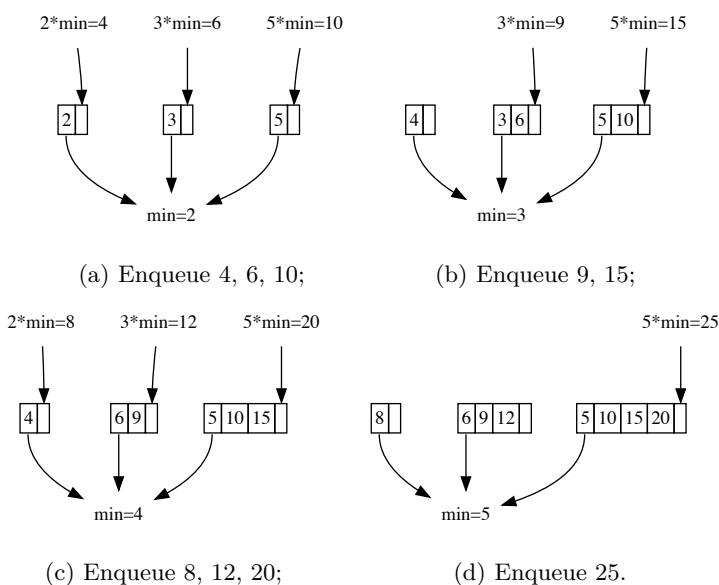 2*min=4 3*min=6 5*min=10
2 3 5
min=2
(a) Enqueue 4, 6, 10;
3*min=9 5*min=15
4 3 6 5 10
min=3
(b) Enqueue 9, 15;
2*min=8 3*min=12 5*min=20
4 6 9 5 10 15
min=4
(c) Enqueue 8, 12, 20;
5*min=25
8 6 9 12 5 10 15 20
min=5
(d) Enqueue 25.